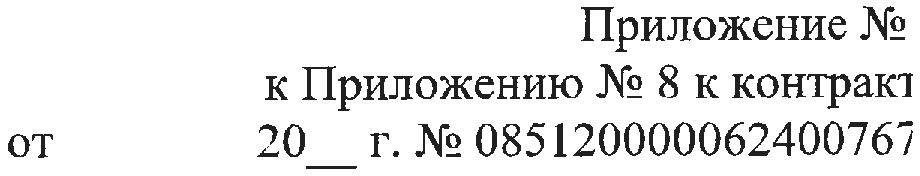 Приложение №
к Приложению № 8 к контракт
от 20__ г. № 085120000062400767